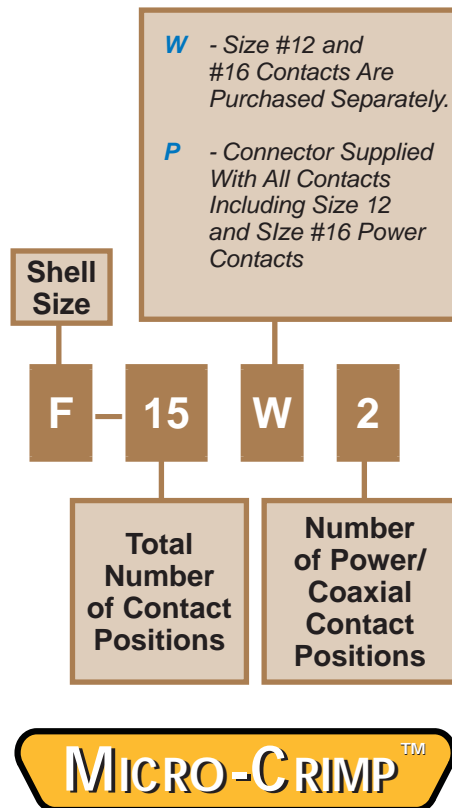 W - Size #12 and
#16 Contacts Are
Purchased Separately.
P - Connector Supplied
With All Contacts
Including Size 12
and SIze #16 Power
Contacts
Shell
Size
F – 15 W 2
Total
Number
of Contact
Positions
Number
of Power/
Coaxial
Contact
Positions
MICRO-CRIMP™